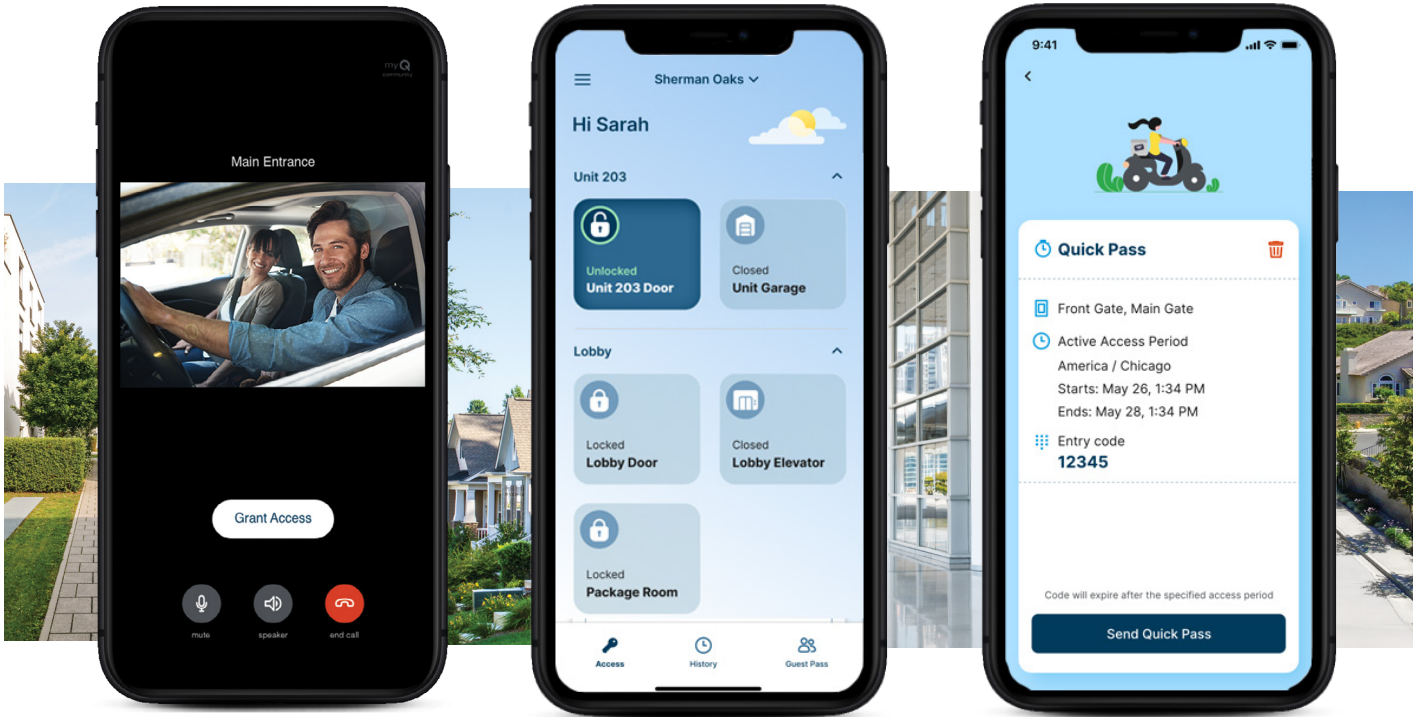 myQ
community
Main Entrance
Grant Access
mute
speaker
end call
Sherman Oaks
Hi Sarah
Unit 203
Unlocked
Unit 203 Door
Closed
Unit Garage
Lobby
Locked
Lobby Door
Closed
Lobby Elevator
Locked
Package Room
Access
History
Guest Pass
9:41
Quick Pass
Front Gate, Main Gate
Active Access Period
America / Chicago
Starts: May 26, 1:34 PM
Ends: May 28, 1:34 PM
Entry code
12345
Code will expire after the specified access period
Send Quick Pass